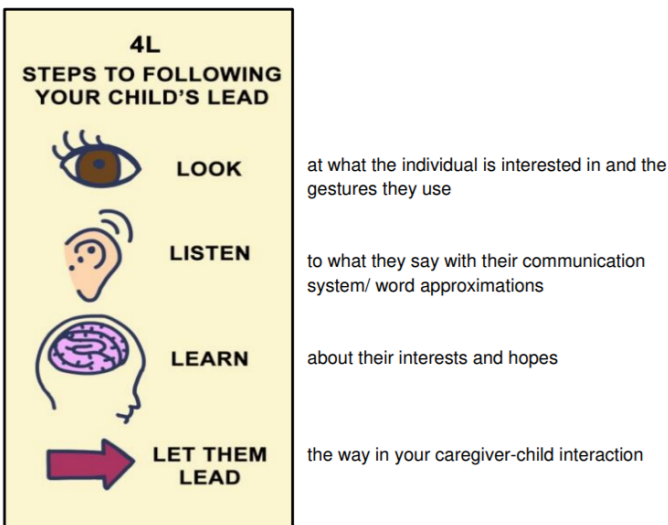 4L
STEPS TO FOLLOWING
YOUR CHILD'S LEAD
LOOK
at what the individual is interested in and the
gestures they use
LISTEN
to what they say with their communication
system/ word approximations
LEARN
about their interests and hopes
LET THEM
LEAD
the way in your caregiver-child interaction